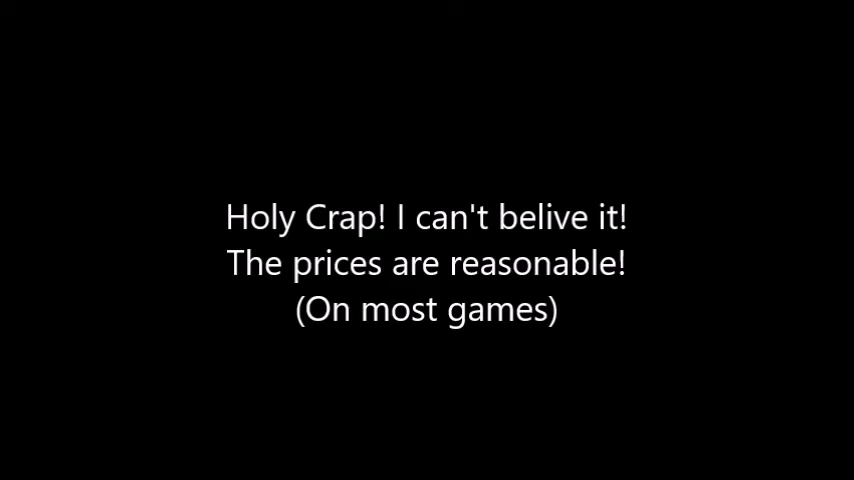 Holy Crap! I can't belive it!
The prices are reasonable!
(On most games)